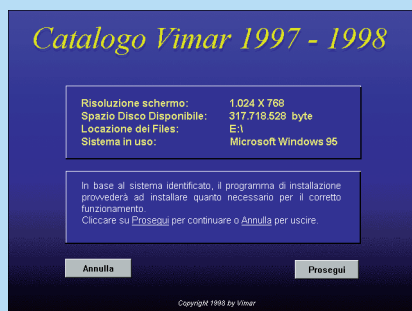 Catalogo Vimar 1997 - 1998
Risoluzione schermo: 1.024 X 768
Spazio Disco Disponibile: 317.718.528 byte
Locazione dei Files: E:\
Sistema in uso: Microsoft Windows 95
In base al sistema identificato, il programma di installazione
provvederà ad installare quanto necessario per il corretto
funzionamento.
Cliccare su Prosegui per continuare o Annulla per uscire.
Annulla
Prosegui
Copyright 1998 by Vimar